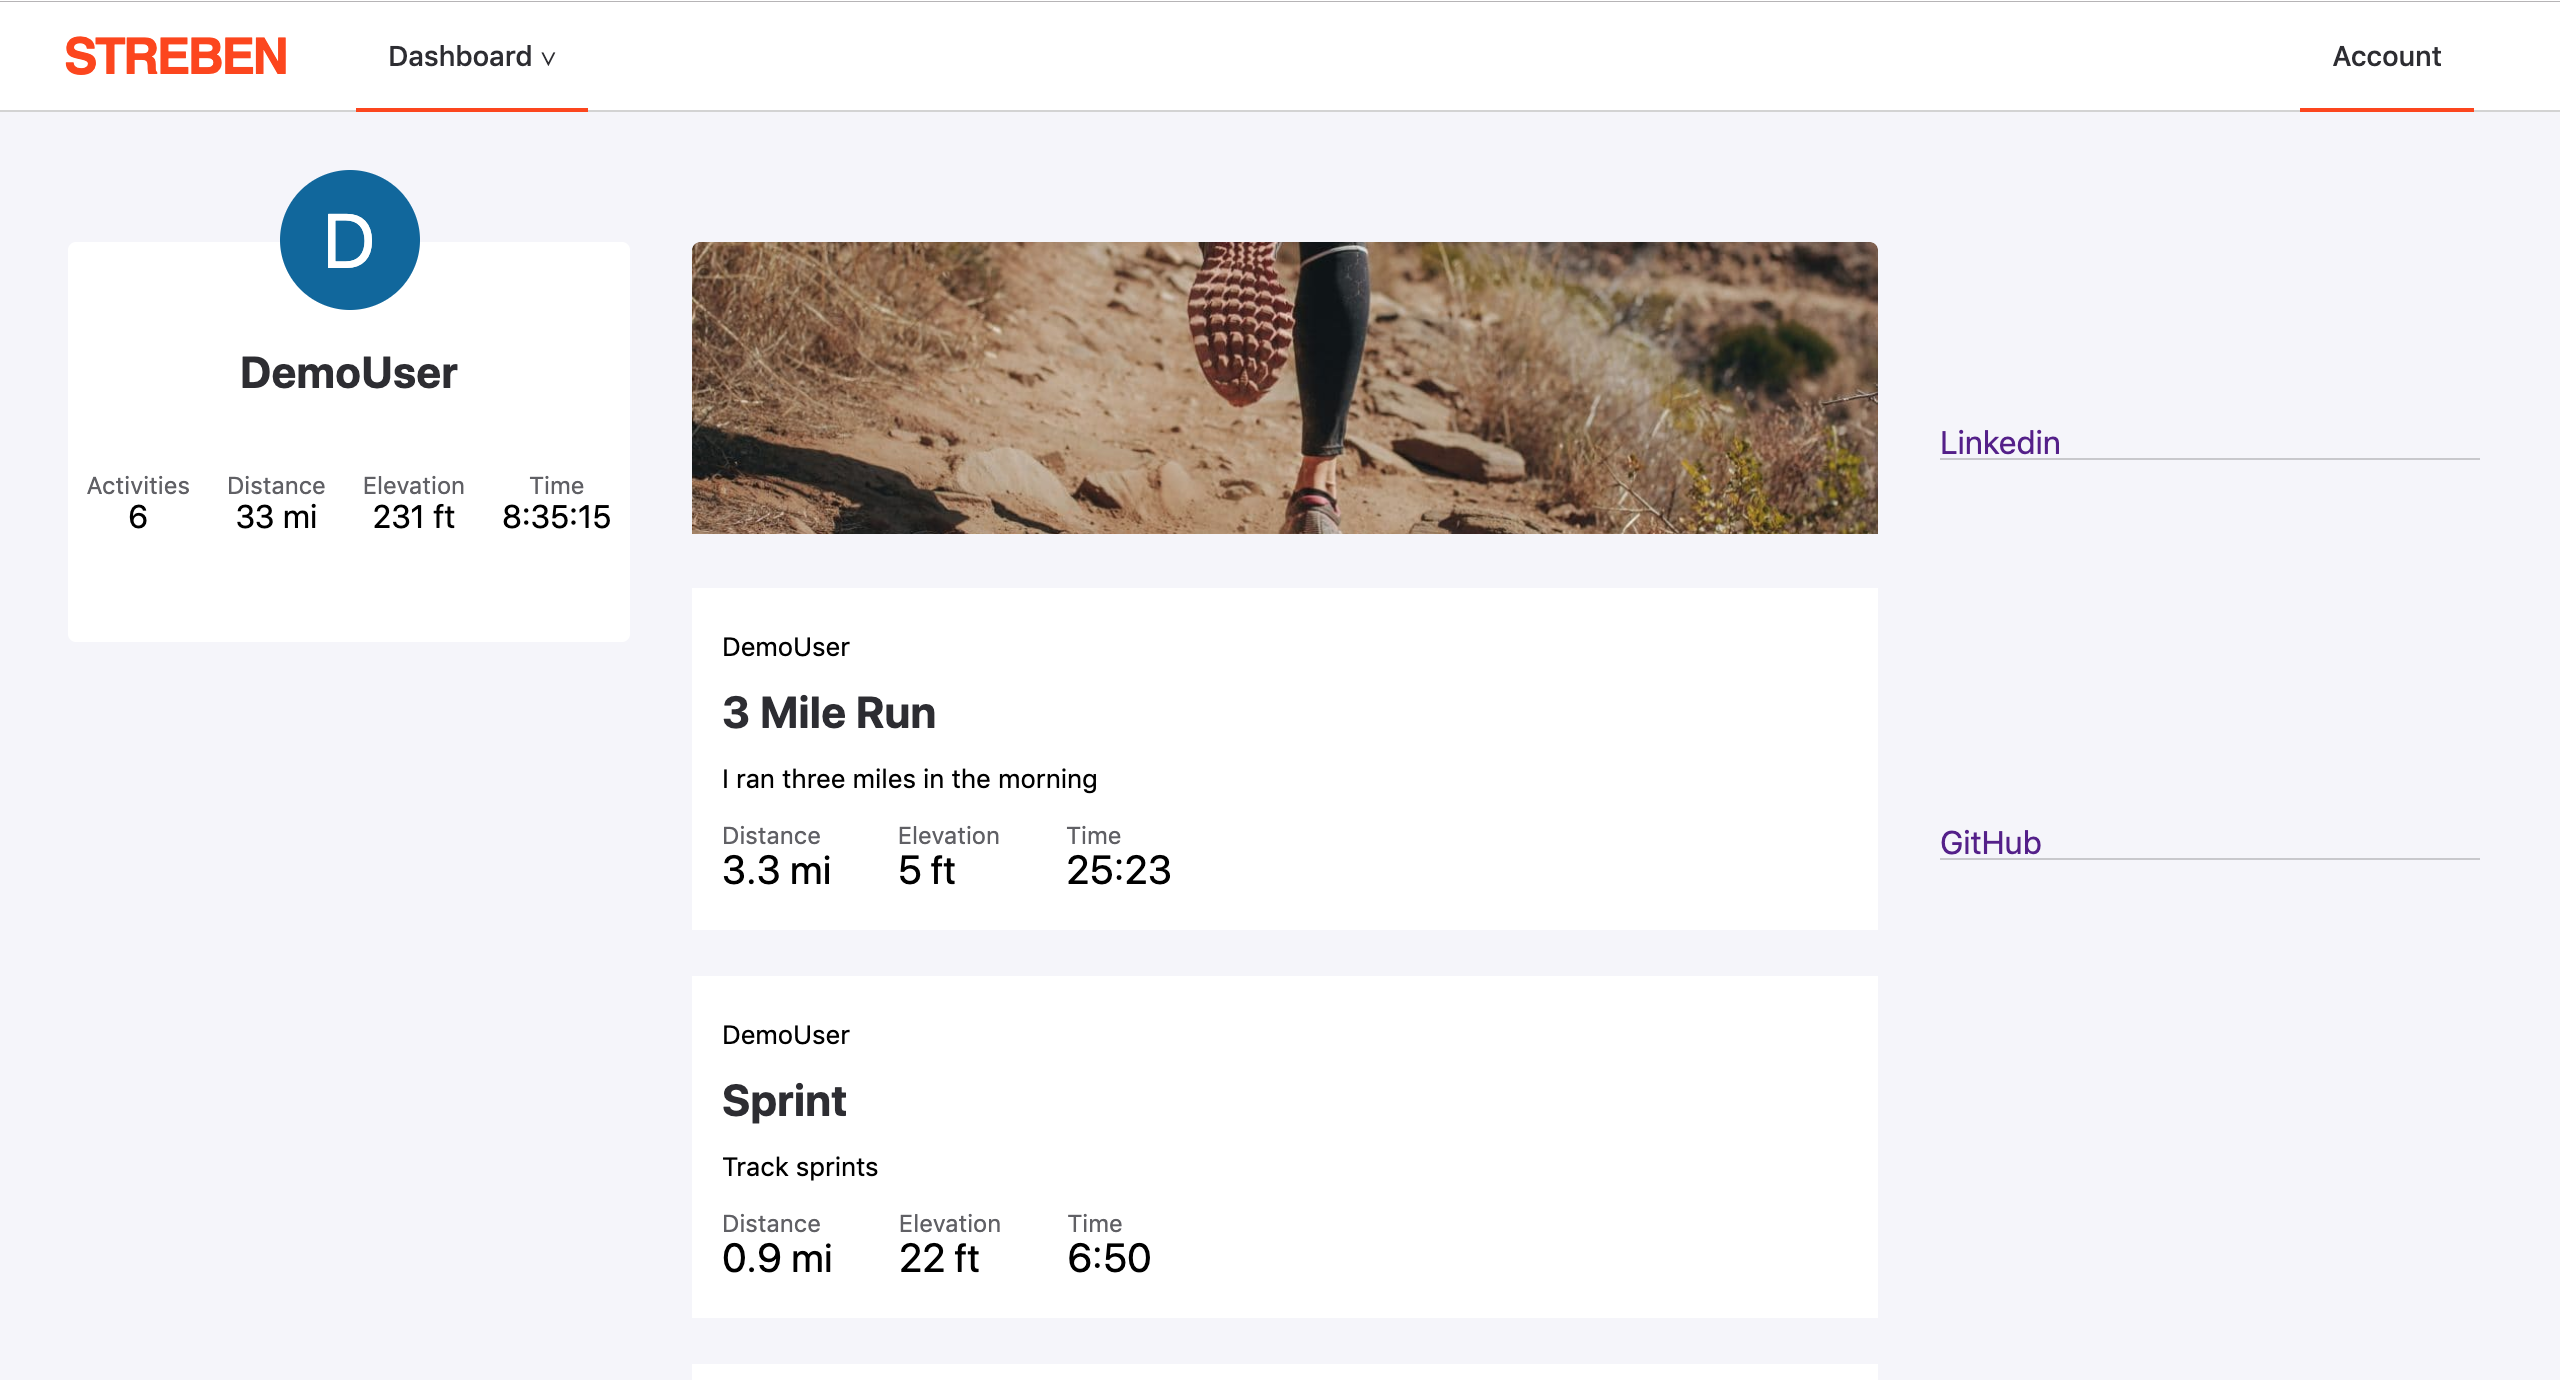 STREBEN
Dashboard v
Account
D
DemoUser
Activities Distance Elevation Time
6 33 mi 231 ft 8:35:15
DemoUser
3 Mile Run
I ran three miles in the morning
Distance Elevation Time
3.3 mi 5 ft 25:23
DemoUser
Sprint
Track sprints
Distance Elevation Time
0.9 mi 22 ft 6:50
Linkedin
GitHub